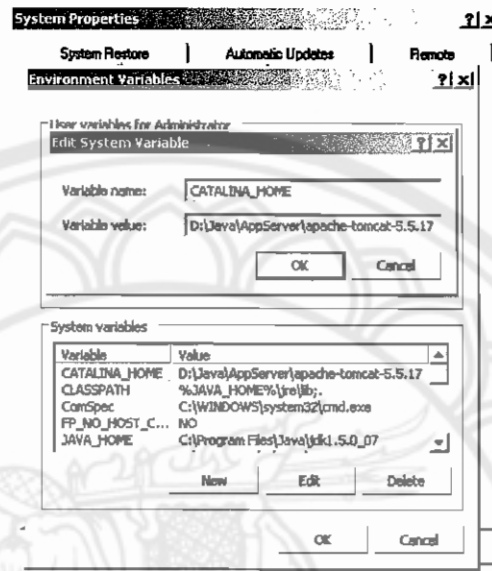 System Properties
System Restore Automatic Updates Remote
Environment Variables
User variables for Administrator
Edit System Variable
Variable name: CATALINA_HOME
Variable value: D:\Java\AppServer\apache-tomcat-5.5.17
OK Cancel
System variables
Variable Value
CATALINA_HOME D:\Java\AppServer\apache-tomcat-5.5.17
CLASSPATH %JAVA_HOME%\jre\lib;.
ComSpec C:\WINDOWS\system32\cmd.exe
FP_NO_HOST_C... NO
JAVA_HOME C:\Program Files\Java\jdk1.5.0_07
New Edit Delete
OK Cancel